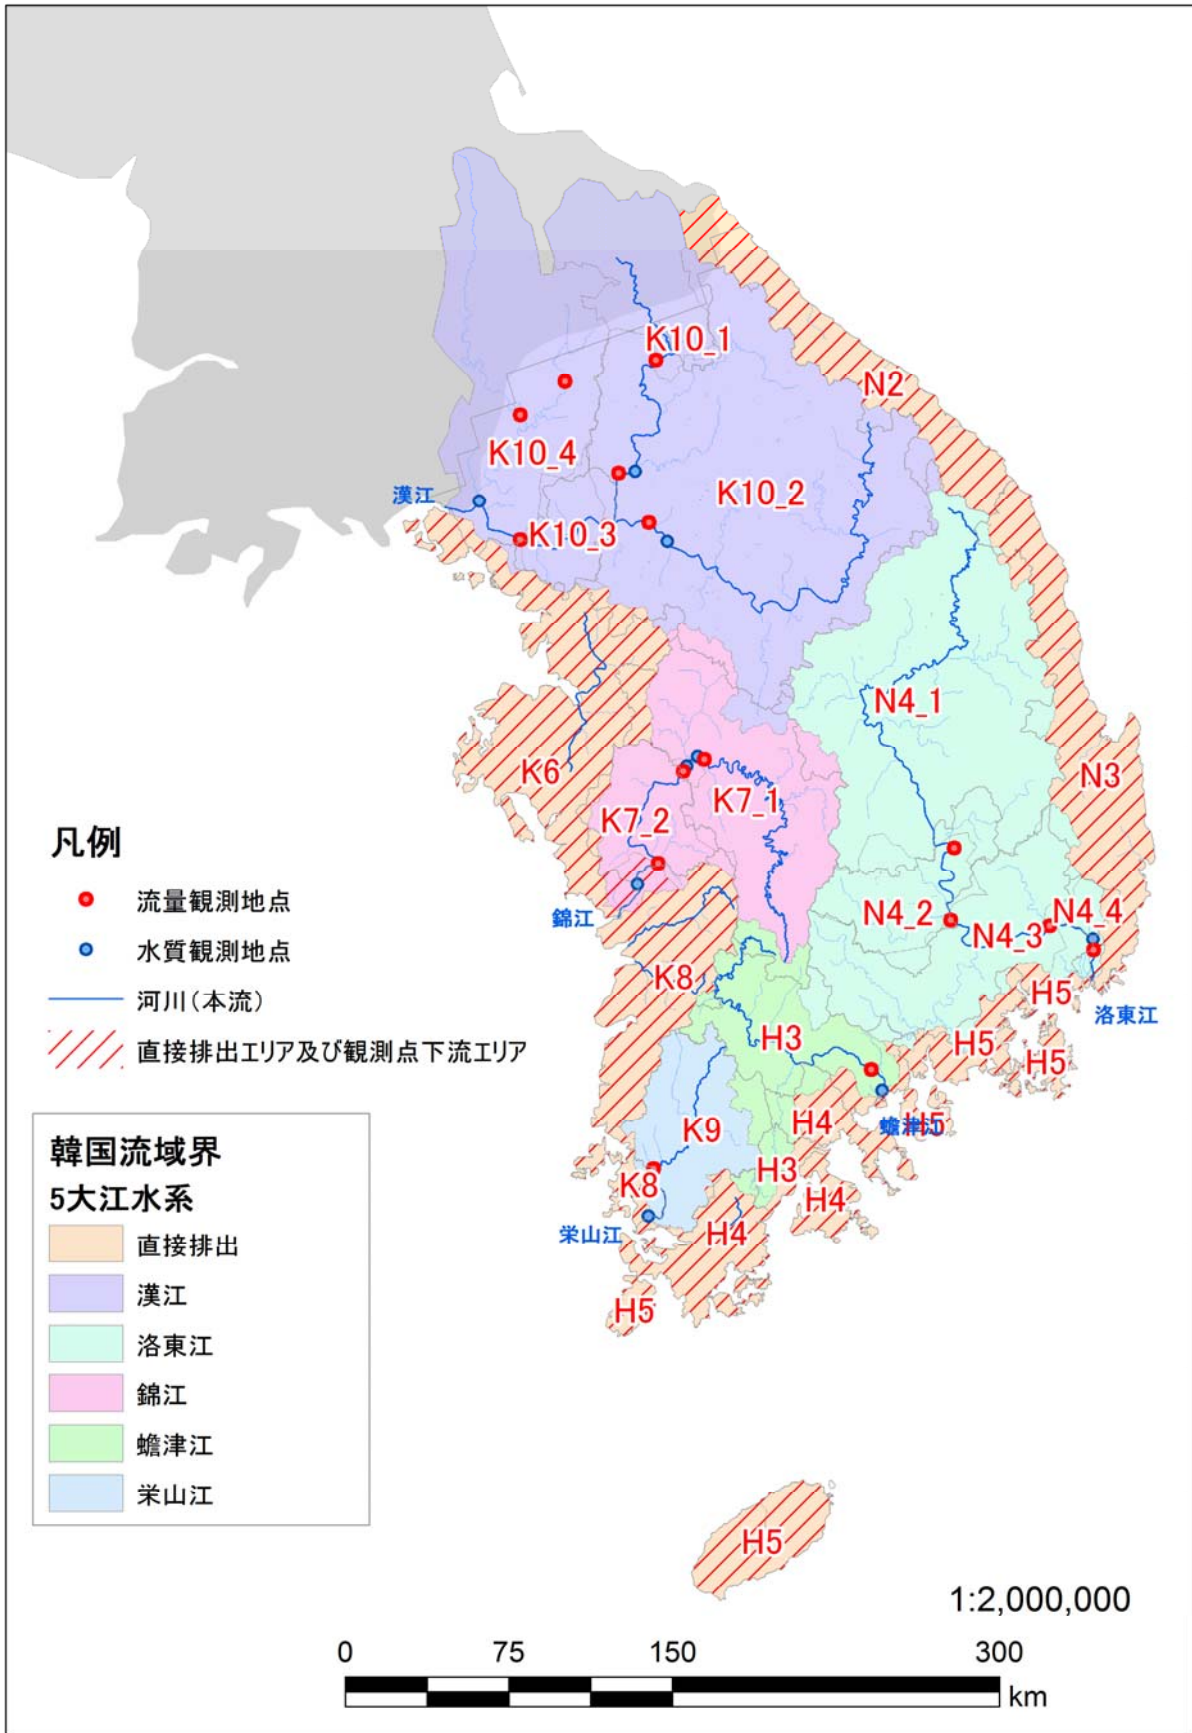 K10_1
N2
K10_4
K10_2
漢江
K10_3
N4_1
K6
N3
K7_1
K7_2
凡例
流量観測地点
水質観測地点
河川(本流)
直接排出エリア及び観測点下流エリア
錦江
N4_2
N4_3
N4_4
K8
H5
洛東江
H3
H5
H5
H4
H5
蟾津江
K9
H3
K8
H4
栄山江
H4
H5
韓国流域界
5大江水系
直接排出
漢江
洛東江
錦江
蟾津江
栄山江
H5
1:2,000,000
0 75 150 300
km